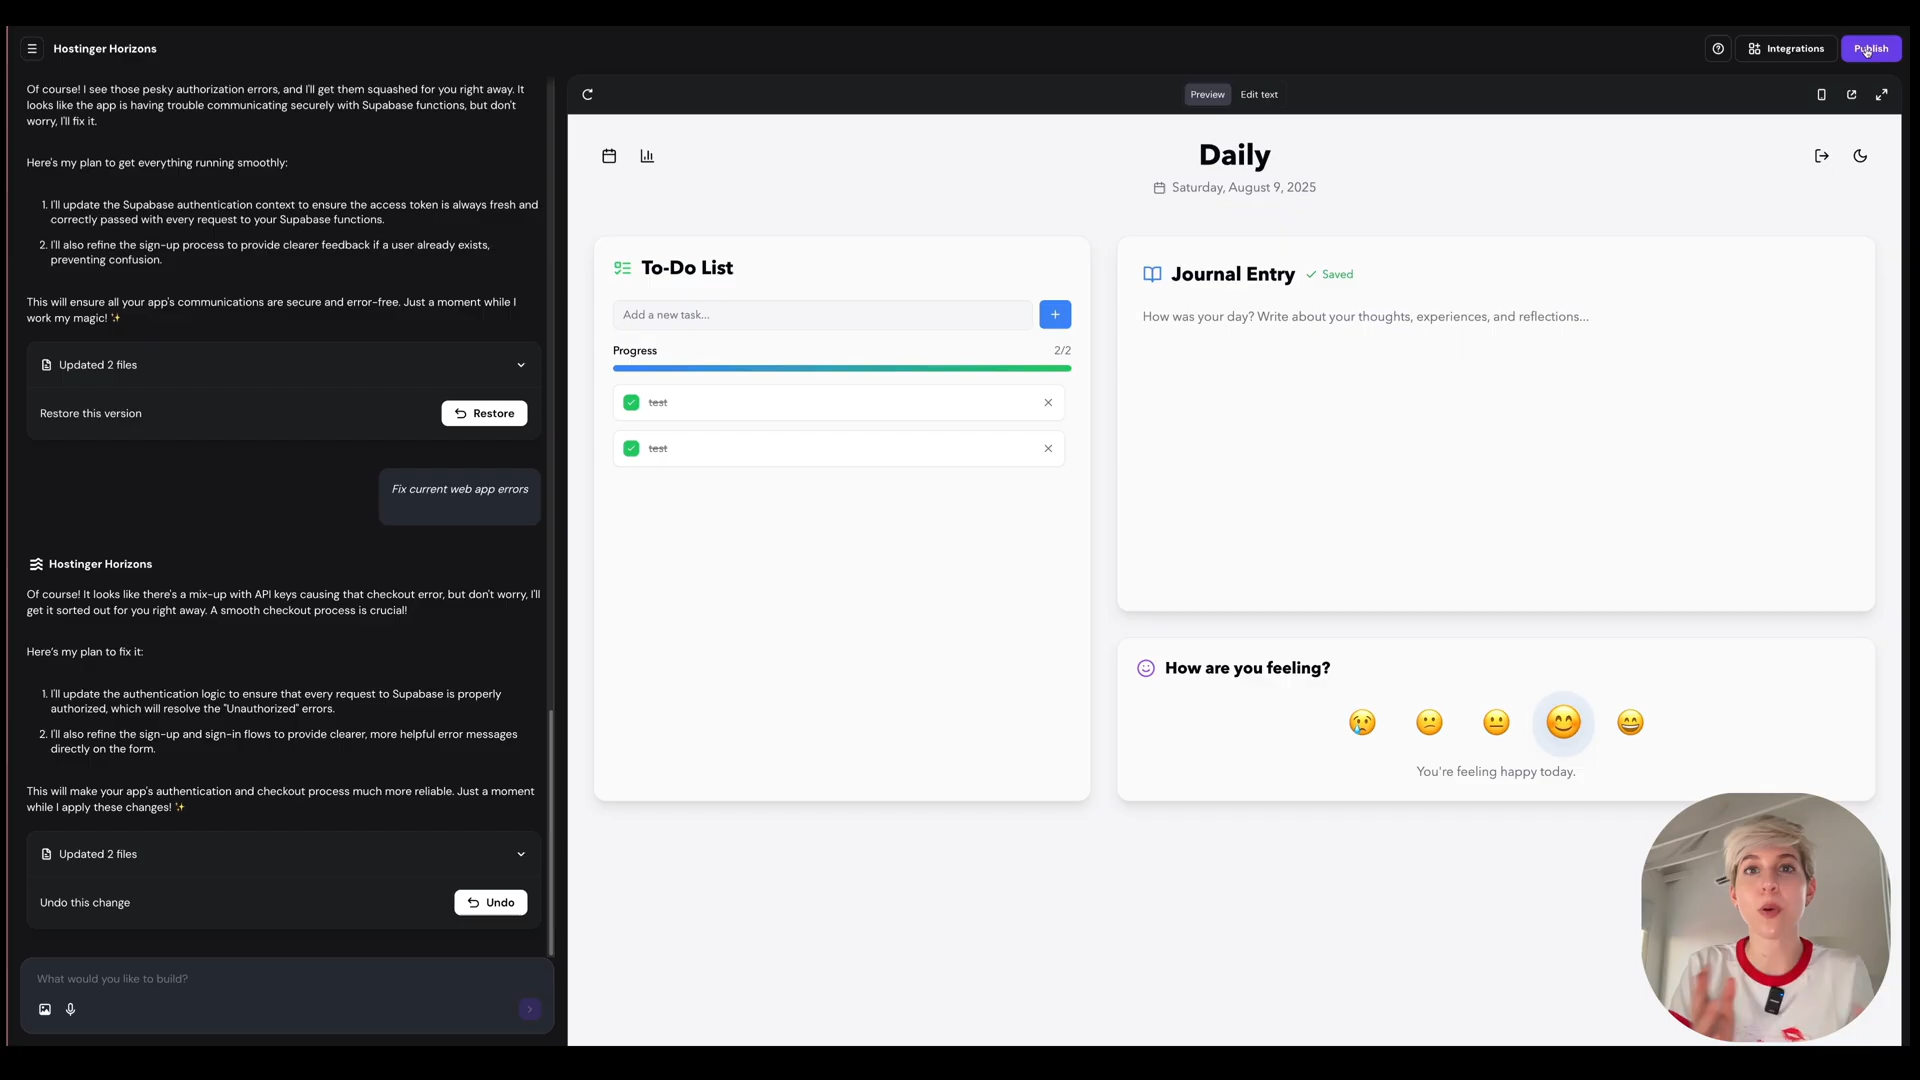 Hostinger Horizons
Integrations
Publish
Of course! I see those pesky authorization errors, and I'll get them squashed for you right away. It
looks like the app is having trouble communicating securely with Supabase functions, but don't
worry, I'll fix it.
Here's my plan to get everything running smoothly:
1. I'll update the Supabase authentication context to ensure the access token is always fresh and
correctly passed with every request to your Supabase functions.
2. I'll also refine the sign-up process to provide clearer feedback if a user already exists,
preventing confusion.
This will ensure all your app's communications are secure and error-free. Just a moment while I
work my magic! ✨
Updated 2 files
Restore this version
Restore
Fix current web app errors
Hostinger Horizons
Of course! It looks like there's a mix-up with API keys causing that checkout error, but don't worry, I'll
get it sorted out for you right away. A smooth checkout process is crucial!
Here's my plan to fix it:
1. I'll update the authentication logic to ensure that every request to Supabase is properly
authorized, which will resolve the "Unauthorized" errors.
2. I'll also refine the sign-up and sign-in flows to provide clearer, more helpful error messages
directly on the form.
This will make your app's authentication and checkout process much more reliable. Just a moment
while I apply these changes! ✨
Updated 2 files
Undo this change
Undo
What would you like to build?
Preview
Edit text
Daily
Saturday, August 9, 2025
To-Do List
Add a new task...
Progress
2/2
test
test
Journal Entry
Saved
How was your day? Write about your thoughts, experiences, and reflections...
How are you feeling?
You're feeling happy today.